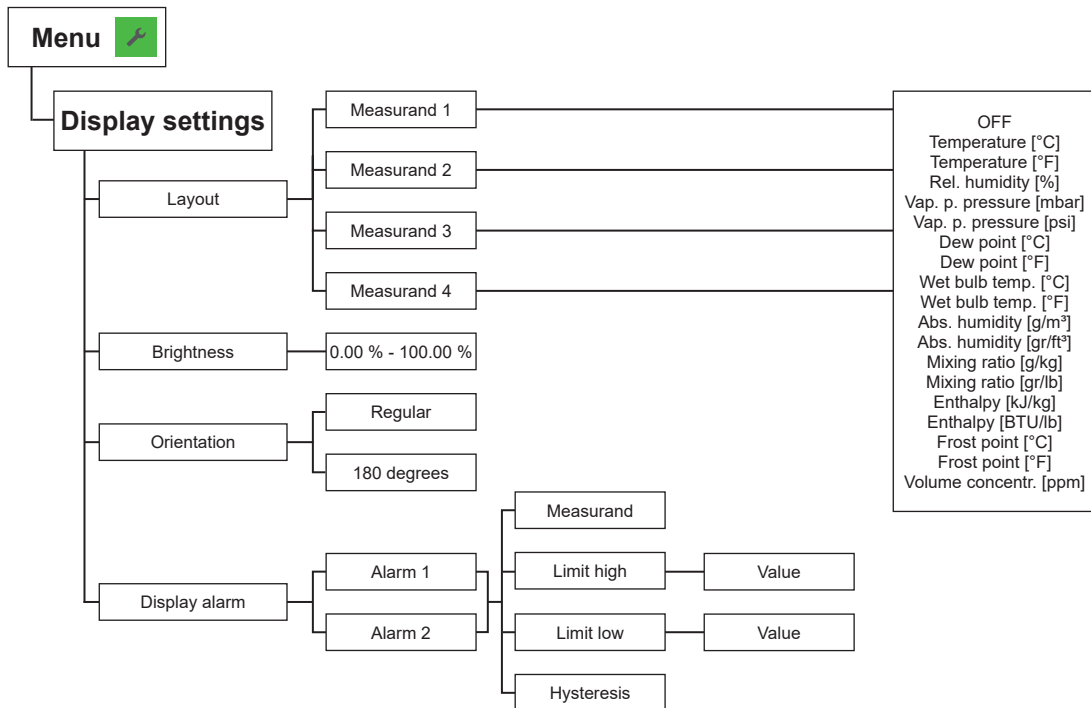 Menu
Display settings
Layout
Measurand 1
Measurand 2
Measurand 3
Measurand 4
OFF
Temperature [°C]
Temperature [°F]
Rel. humidity [%]
Vap. p. pressure [mbar]
Vap. p. pressure [psi]
Dew point [°C]
Dew point [°F]
Wet bulb temp. [°C]
Wet bulb temp. [°F]
Abs. humidity [g/m³]
Abs. humidity [gr/ft³]
Mixing ratio [g/kg]
Mixing ratio [gr/lb]
Enthalpy [kJ/kg]
Enthalpy [BTU/lb]
Frost point [°C]
Frost point [°F]
Volume concentr. [ppm]
Brightness
0.00 % - 100.00 %
Orientation
Regular
180 degrees
Display alarm
Alarm 1
Alarm 2
Measurand
Limit high
Value
Limit low
Value
Hysteresis